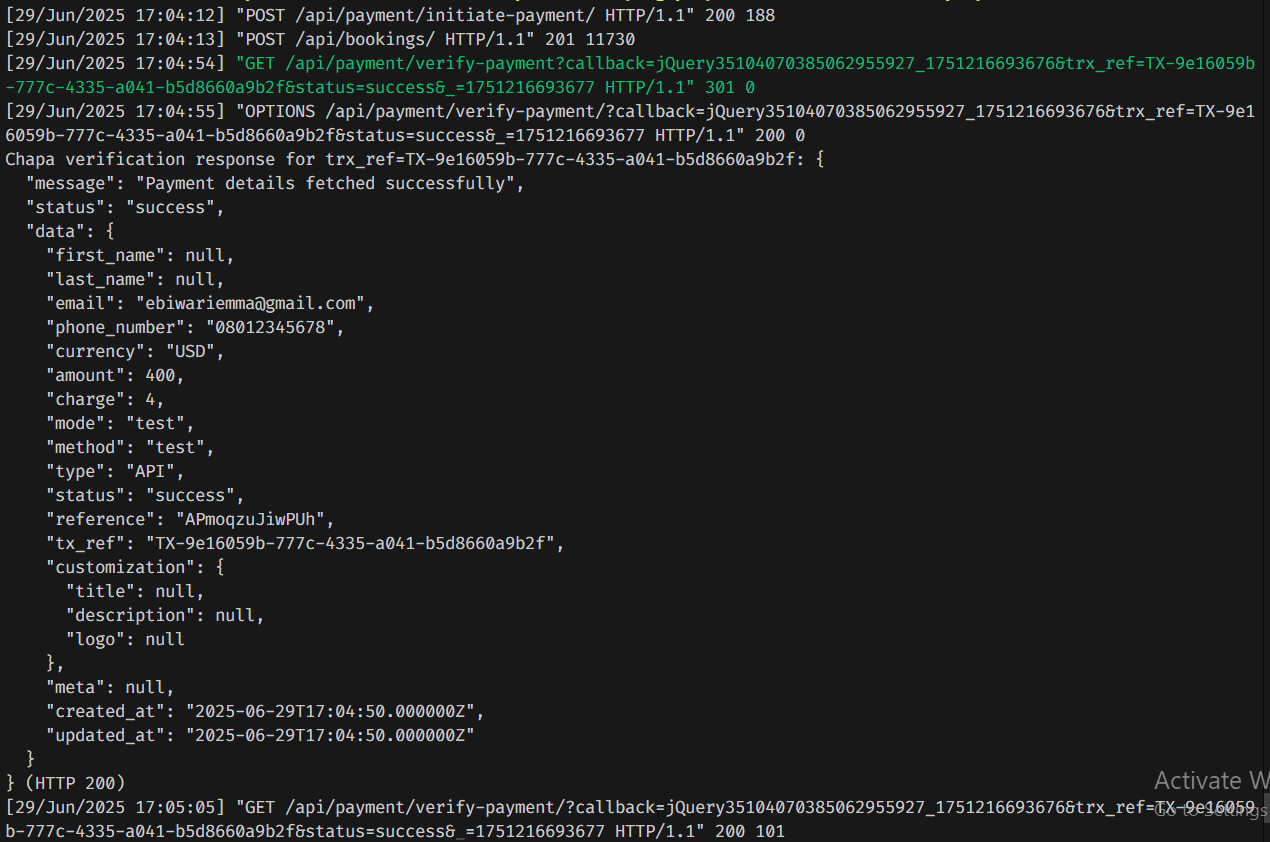 [29/Jun/2025 17:04:12] "POST /api/payment/initiate-payment/ HTTP/1.1" 200 188
[29/Jun/2025 17:04:13] "POST /api/bookings/ HTTP/1.1" 201 11730
[29/Jun/2025 17:04:54] "GET /api/payment/verify-payment?callback=jQuery35104070385062955927_1751216693676&trx_ref=TX-9e16059b
-777c-4335-a041-b5d8660a9b2f&status=success&_=1751216693677 HTTP/1.1" 301 0
[29/Jun/2025 17:04:55] "OPTIONS /api/payment/verify-payment/?callback=jQuery35104070385062955927_1751216693676&trx_ref=TX-9e1
6059b-777c-4335-a041-b5d8660a9b2f&status=success&_=1751216693677 HTTP/1.1" 200 0
Chapa verification response for trx_ref=TX-9e16059b-777c-4335-a041-b5d8660a9b2f: {
  "message": "Payment details fetched successfully",
  "status": "success",
  "data": {
    "first_name": null,
    "last_name": null,
    "email": "ebiwariemma@gmail.com",
    "phone_number": "08012345678",
    "currency": "USD",
    "amount": 400,
    "charge": 4,
    "mode": "test",
    "method": "test",
    "type": "API",
    "status": "success",
    "reference": "APmoqzuJiwPUh",
    "tx_ref": "TX-9e16059b-777c-4335-a041-b5d8660a9b2f",
    "customization": {
      "title": null,
      "description": null,
      "logo": null
    },
    "meta": null,
    "created_at": "2025-06-29T17:04:50.000000Z",
    "updated_at": "2025-06-29T17:04:50.000000Z"
  }
} (HTTP 200)
[29/Jun/2025 17:05:05] "GET /api/payment/verify-payment/?callback=jQuery35104070385062955927_1751216693676&trx_ref=TX-9e16059
b-777c-4335-a041-b5d8660a9b2f&status=success&_=1751216693677 HTTP/1.1" 200 101
Activate W
Go to Settings